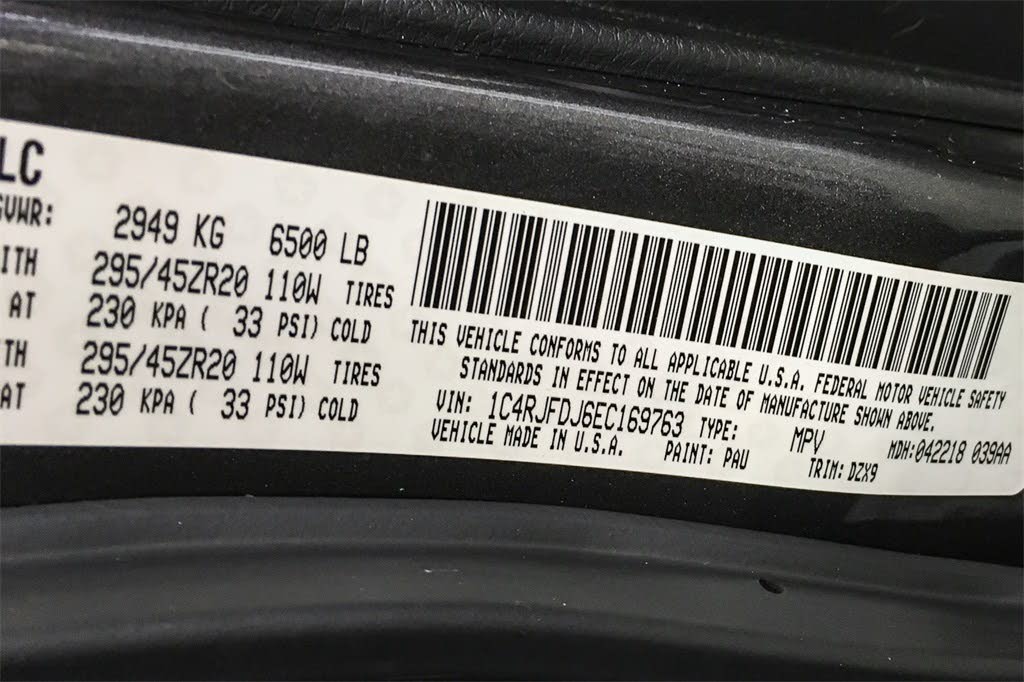 LC
GVWR: 2949 KG 6500 LB
ITH 295/45ZR20 110W TIRES
AT 230 KPA ( 33 PSI) COLD
TH 295/45ZR20 110W TIRES
AT 230 KPA ( 33 PSI) COLD
THIS VEHICLE CONFORMS TO ALL APPLICABLE U.S.A. FEDERAL MOTOR VEHICLE SAFETY
STANDARDS IN EFFECT ON THE DATE OF MANUFACTURE SHOWN ABOVE.
VIN: 1C4RJFDJ6EC169763 TYPE: MPV MDH:042218 039AA
VEHICLE MADE IN U.S.A. PAINT: PAU TRIM: DZX9